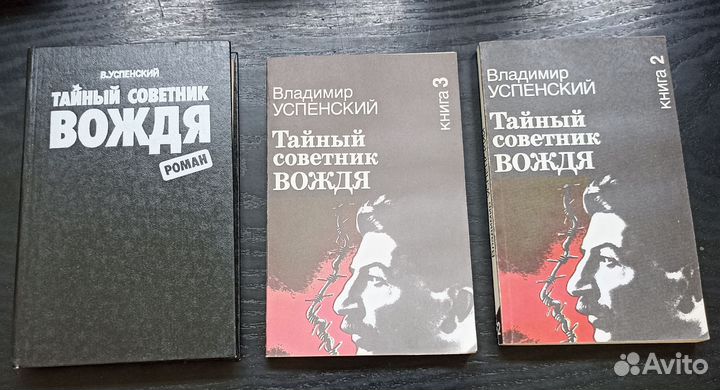 В.УСПЕНСКИЙ
ТАЙНЫЙ СОВЕТНИК
ВОЖДЯ
РОМАН
Владимир
УСПЕНСКИЙ
книга 3
Тайный
советник
ВОЖДЯ
Владимир
УСПЕНСКИЙ
книга 2
Тайный
советник
ВОЖДЯ
Avito